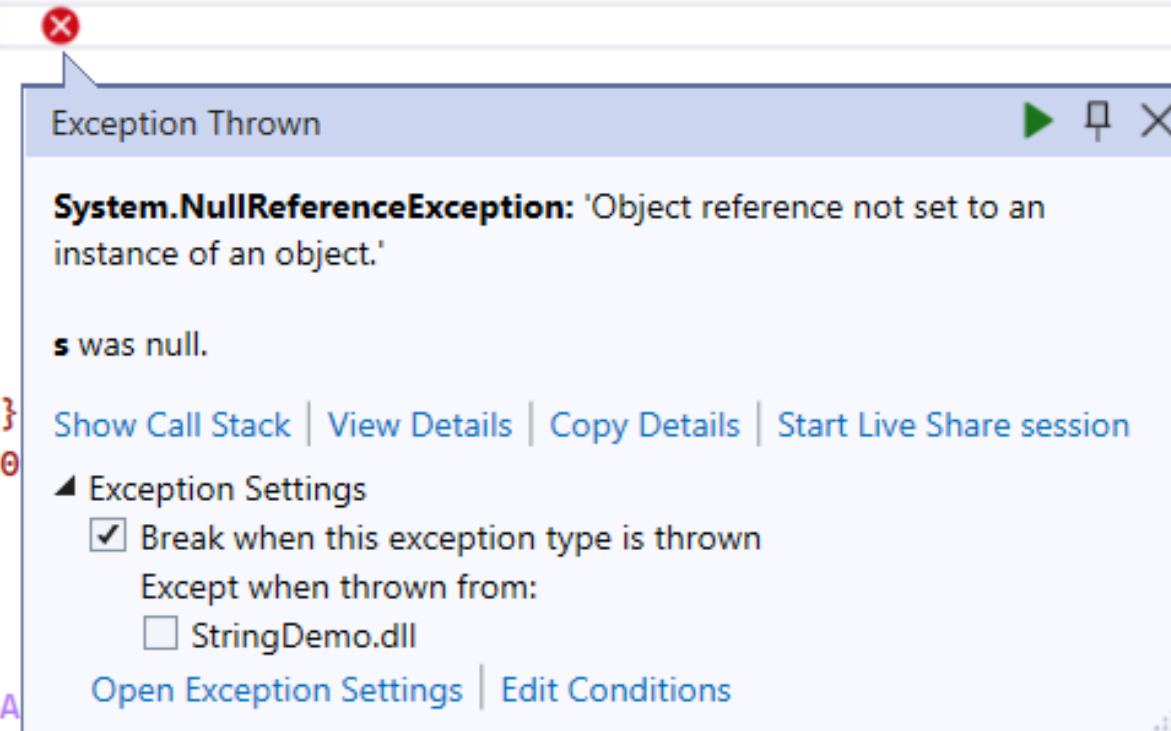 Exception Thrown
System.NullReferenceException: 'Object reference not set to an
instance of an object.'
s was null.
}
Show Call Stack | View Details | Copy Details | Start Live Share session
0
Exception Settings
Break when this exception type is thrown
Except when thrown from:
StringDemo.dll
Open Exception Settings | Edit Conditions
A